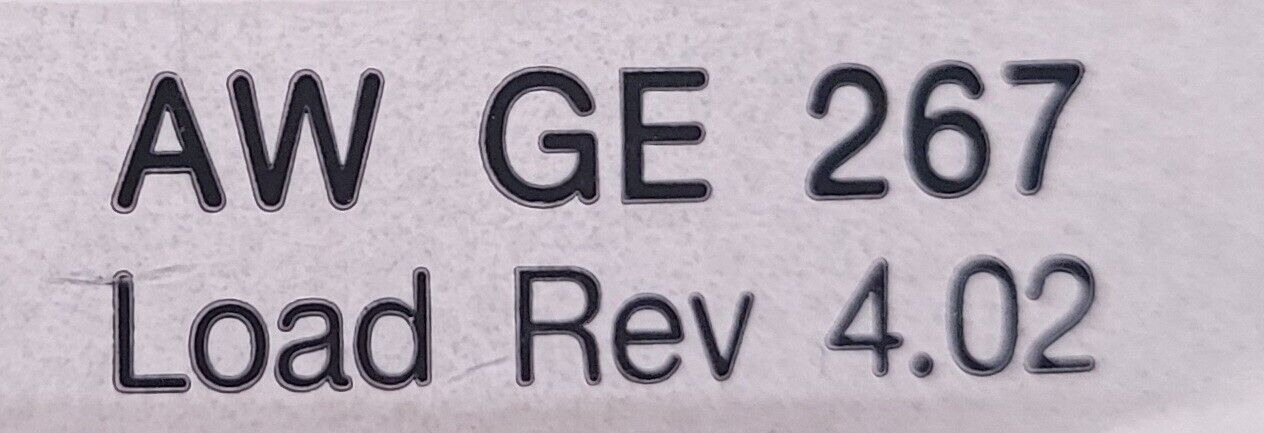 AW GE 267
Load Rev 4.02